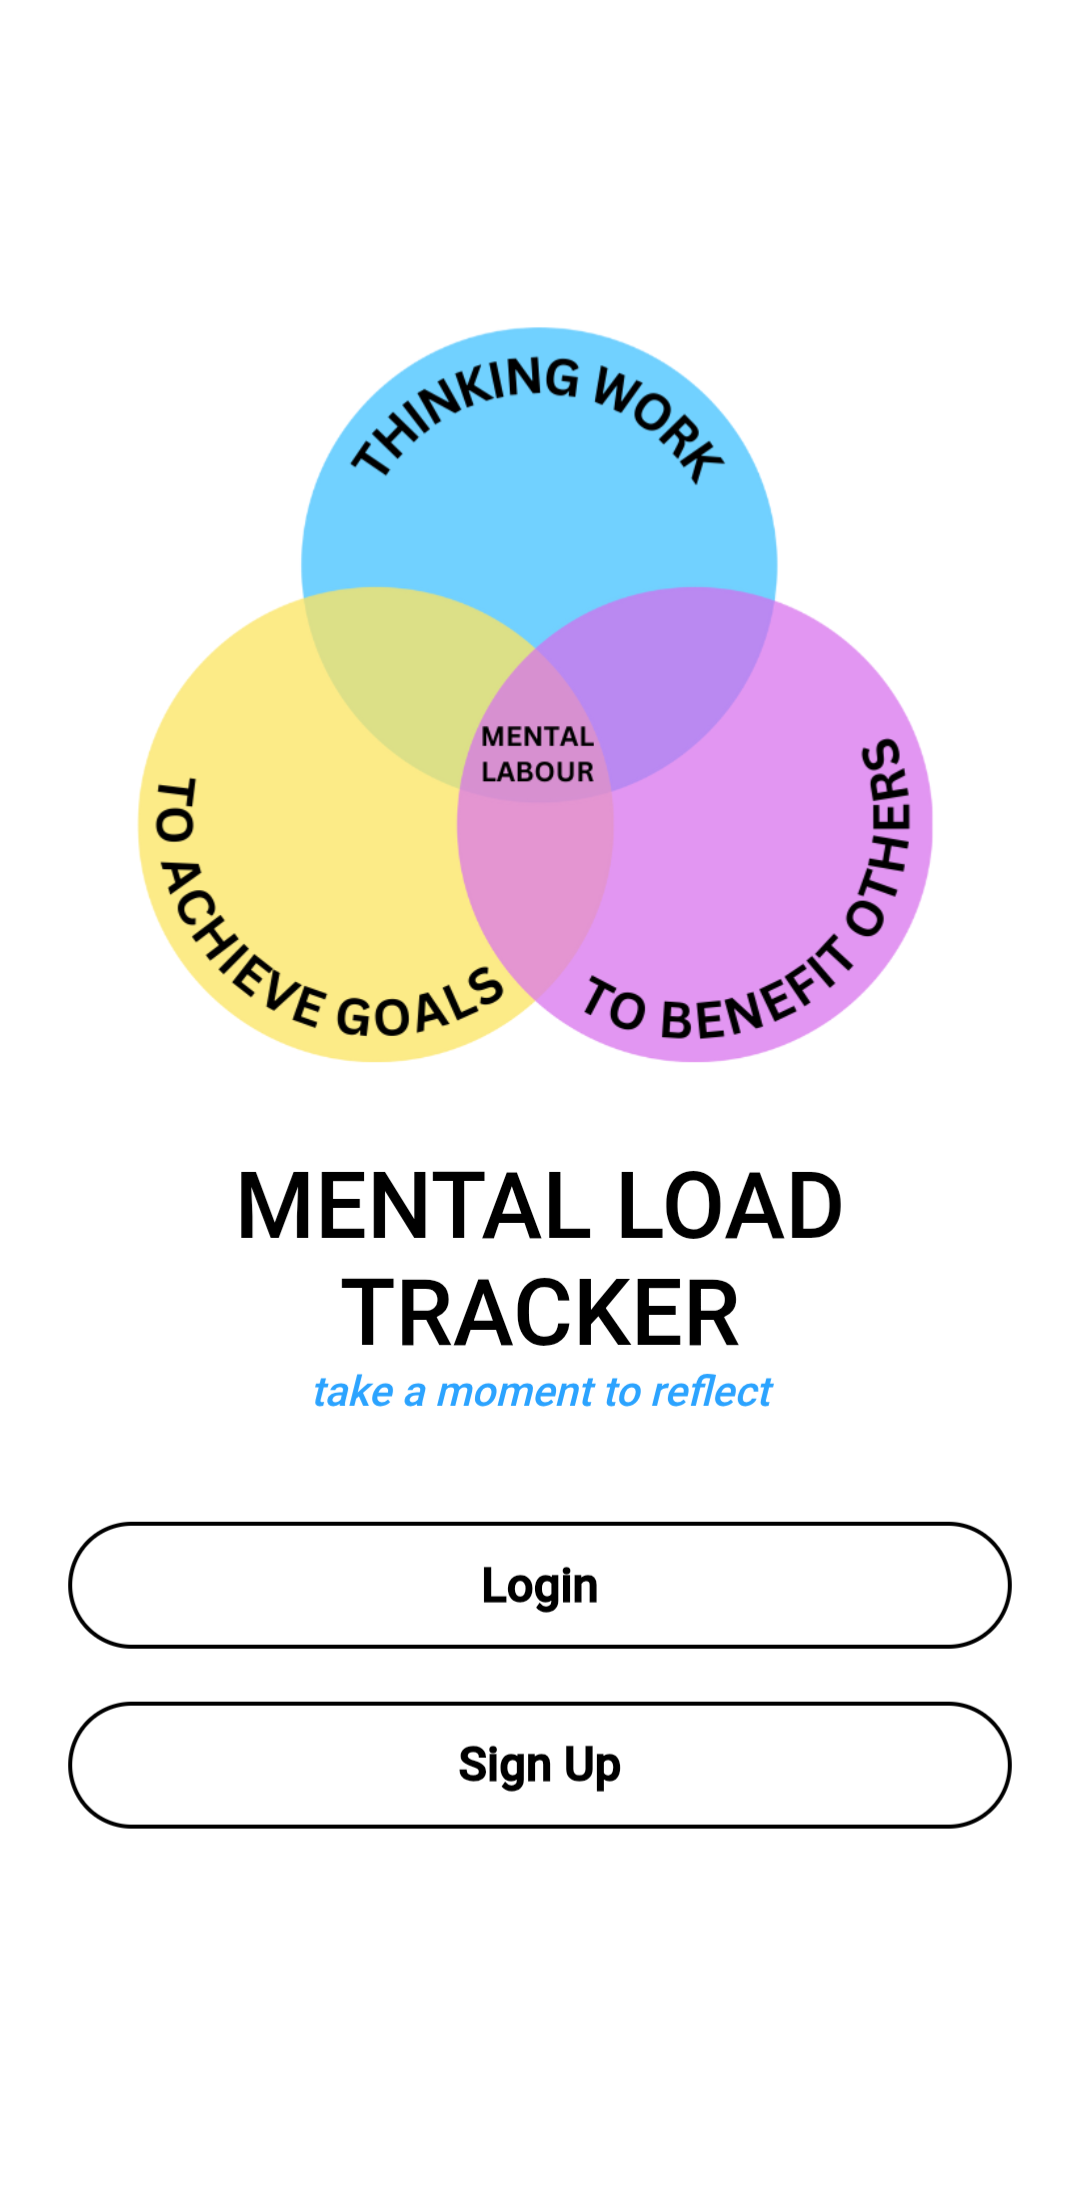 THINKING WORK
MENTAL
LABOUR
TO ACHIEVE GOALS
TO BENEFIT OTHERS
MENTAL LOAD
TRACKER
take a moment to reflect
Login
Sign Up